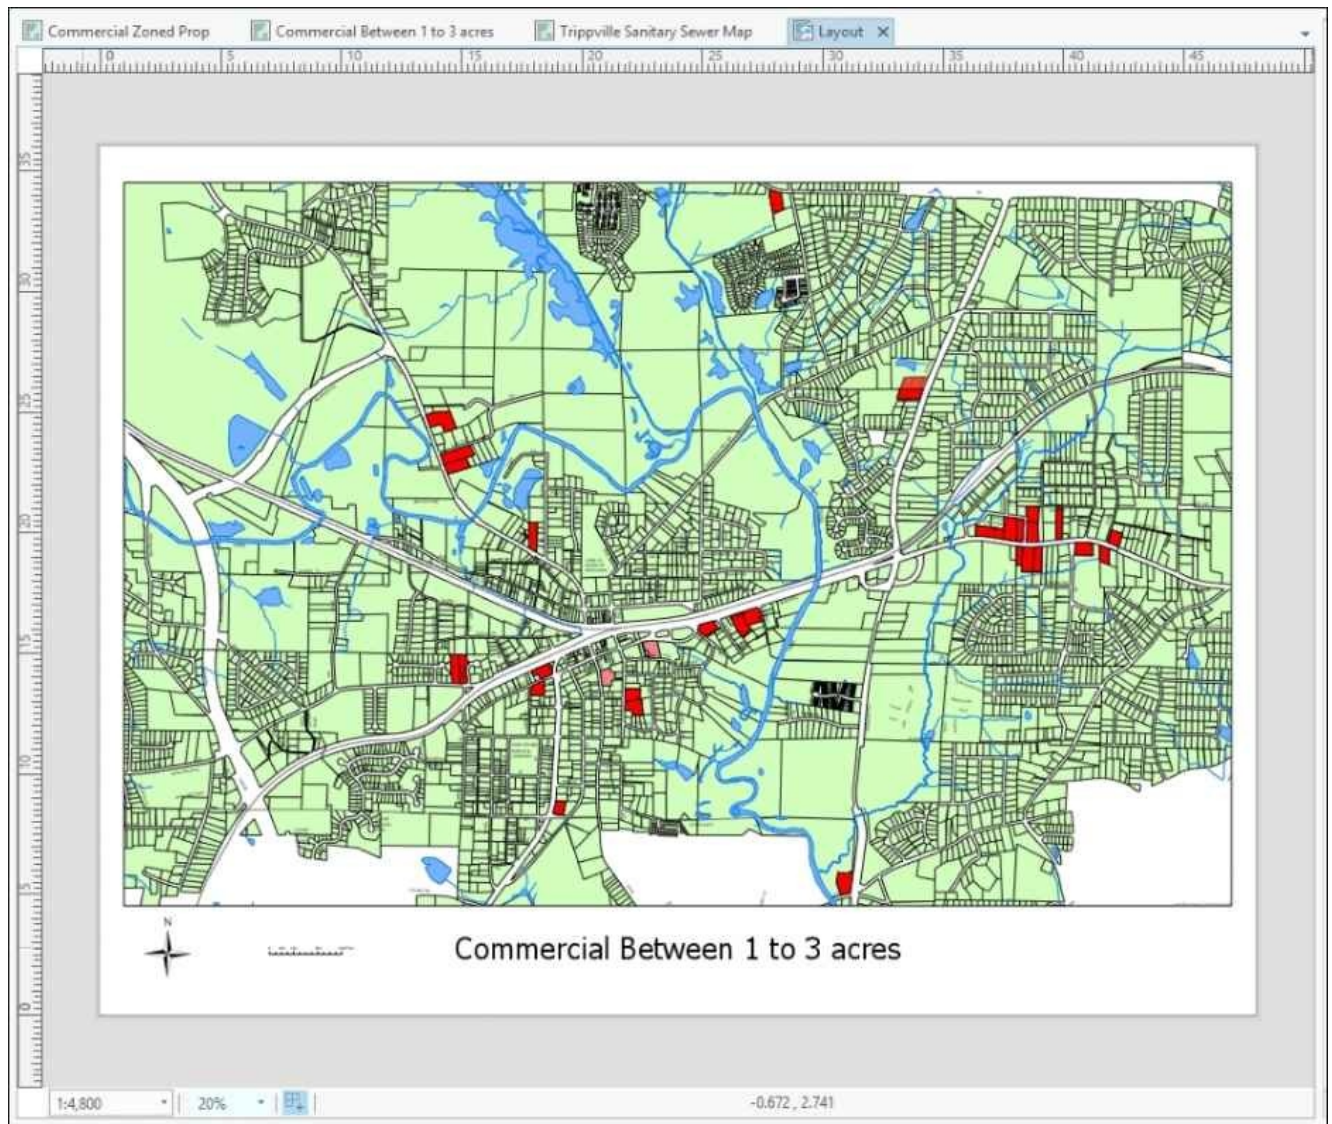 Commercial Zoned Prop
Commercial Between 1 to 3 acres
Trippville Sanitary Sewer Map
Layout
0 5 10 15 20 25 30 35 40 45
35
30
25
20
15
10
5
0
N
Commercial Between 1 to 3 acres
1:4,800
20%
-0.672 , 2.741